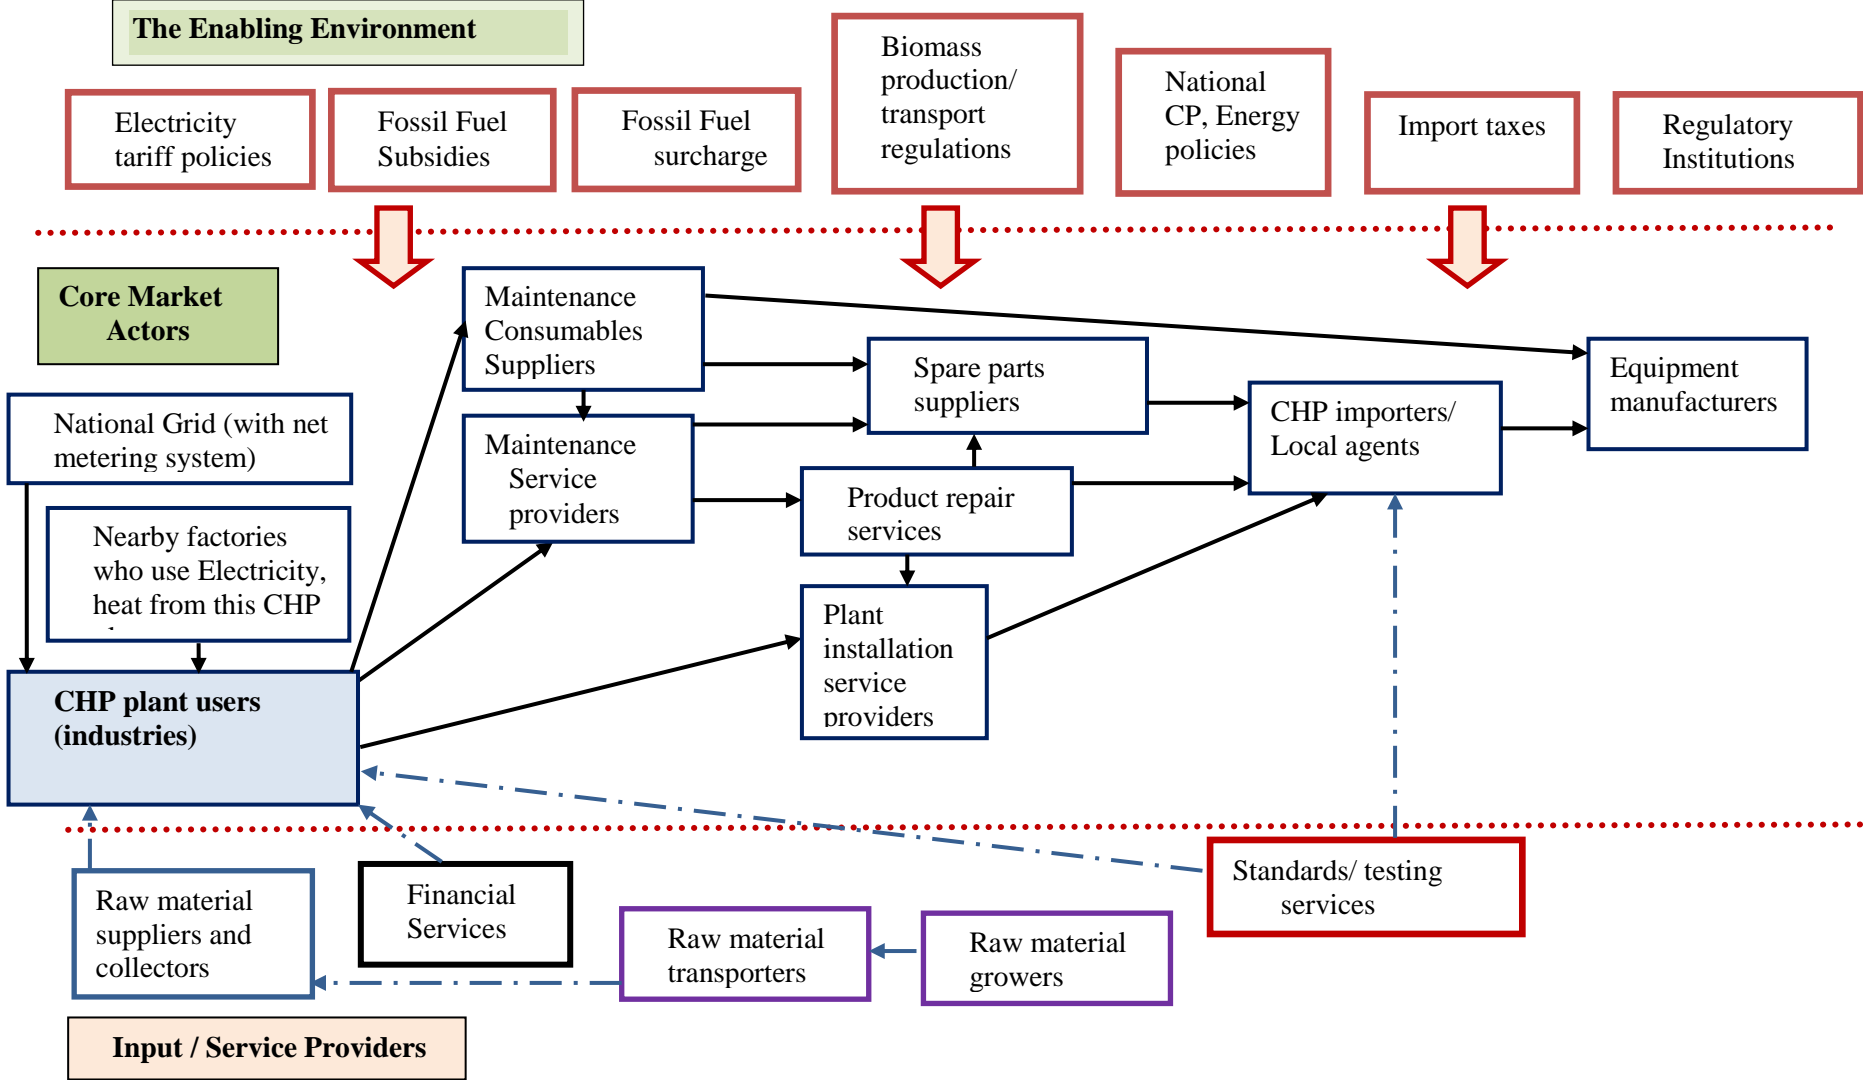 The Enabling Environment
Electricity
tariff policies
Fossil Fuel
Subsidies
Fossil Fuel
surcharge
Biomass
production/
transport
regulations
National
CP, Energy
policies
Import taxes
Regulatory
Institutions
Core Market
Actors
National Grid (with net
metering system)
Nearby factories
who use Electricity,
heat from this CHP
CHP plant users
(industries)
Maintenance
Consumables
Suppliers
Maintenance
Service
providers
Spare parts
suppliers
Product repair
services
Plant
installation
service
providers
CHP importers/
Local agents
Equipment
manufacturers
Raw material
suppliers and
collectors
Financial
Services
Raw material
transporters
Raw material
growers
Standards/ testing
services
Input / Service Providers